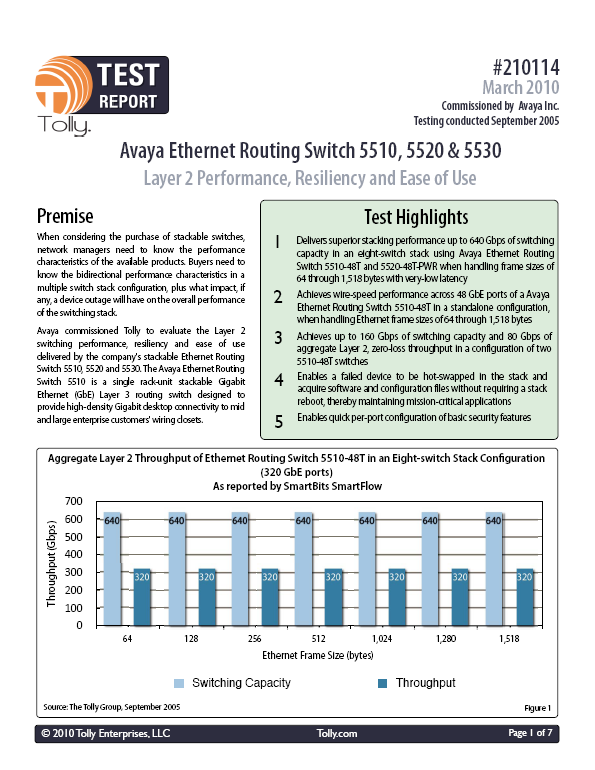 TEST
REPORT
Tolly.
#210114
March 2010
Commissioned by Avaya Inc.
Testing conducted September 2005
Avaya Ethernet Routing Switch 5510, 5520 & 5530
Layer 2 Performance, Resiliency and Ease of Use
Premise
When considering the purpose of stackable switches,
network managers need to know the performance
characteristics of the available products. Buyers need to
know the bidirectional performance characteristics in a
multiple switch stack configuration, plus what impact, if
any, a device outage will have on the overall performance
of the switching stack.
Avaya commissioned Tolly to evaluate the Layer 2
switching performance, resiliency and ease of use
delivered by the company's stackable Ethernet Routing
Switch 5510, 5520 and 5530. The Avaya Ethernet Routing
Switch 5510 is a single rack-unit stackable Gigabit
Ethernet (GbE) Layer 3 routing switch designed to
provide high-density Gigabit desktop connectivity to mid
and large enterprise customers' wiring closets.
Test Highlights
1 Delivers superior stacking performance up to 640 Gbps of switching
capacity in an eight-switch stack using Avaya Ethernet Routing
Switch 5510-48T and 5520-48T-PWR when handling frame sizes of
64 through 1,518 bytes with very-low latency
2 Achieves wire-speed performance across 48 GbE ports of a Avaya
Ethernet Routing Switch 5510-48T in a standalone configuration,
when handling Ethernet frame sizes of 64 through 1,518 bytes
3 Achieves up to 160 Gbps of switching capacity and 80 Gbps of
aggregate Layer 2, zero-loss throughput in a configuration of two
5510-48T switches
4 Enables a failed device to be hot-swapped in the stack and
acquire software and configuration files without requiring a stack
reboot, thereby maintaining mission-critical applications
5 Enables quick per-port configuration of basic security features
Aggregate Layer 2 Throughput of Ethernet Routing Switch 5510-48T in an Eight-switch Stack Configuration
(320 GbE ports)
As reported by SmartBits SmartFlow
Throughput (Gbps)
700
600
500
400
300
200
100
0
640 640 640 640 640 640 640
320 320 320 320 320 320 320
64 128 256 512 1,024 1,280 1,518
Ethernet Frame Size (bytes)
Switching Capacity Throughput
Source: The Tolly Group, September 2005 Figure 1
© 2010 Tolly Enterprises, LLC Tolly.com Page 1 of 7